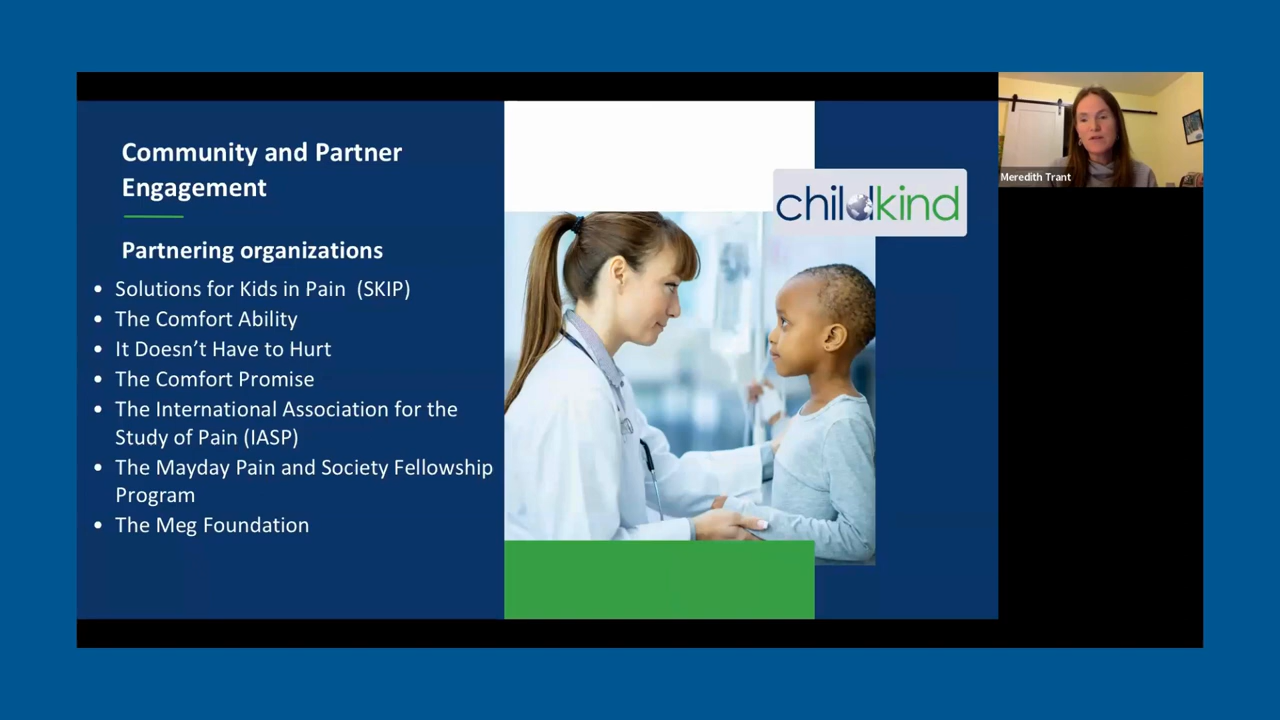 Community and Partner
Engagement
Partnering organizations
• Solutions for Kids in Pain (SKIP)
• The Comfort Ability
• It Doesn’t Have to Hurt
• The Comfort Promise
• The International Association for the
Study of Pain (IASP)
• The Mayday Pain and Society Fellowship
Program
• The Meg Foundation
childkind
Meredith Trant